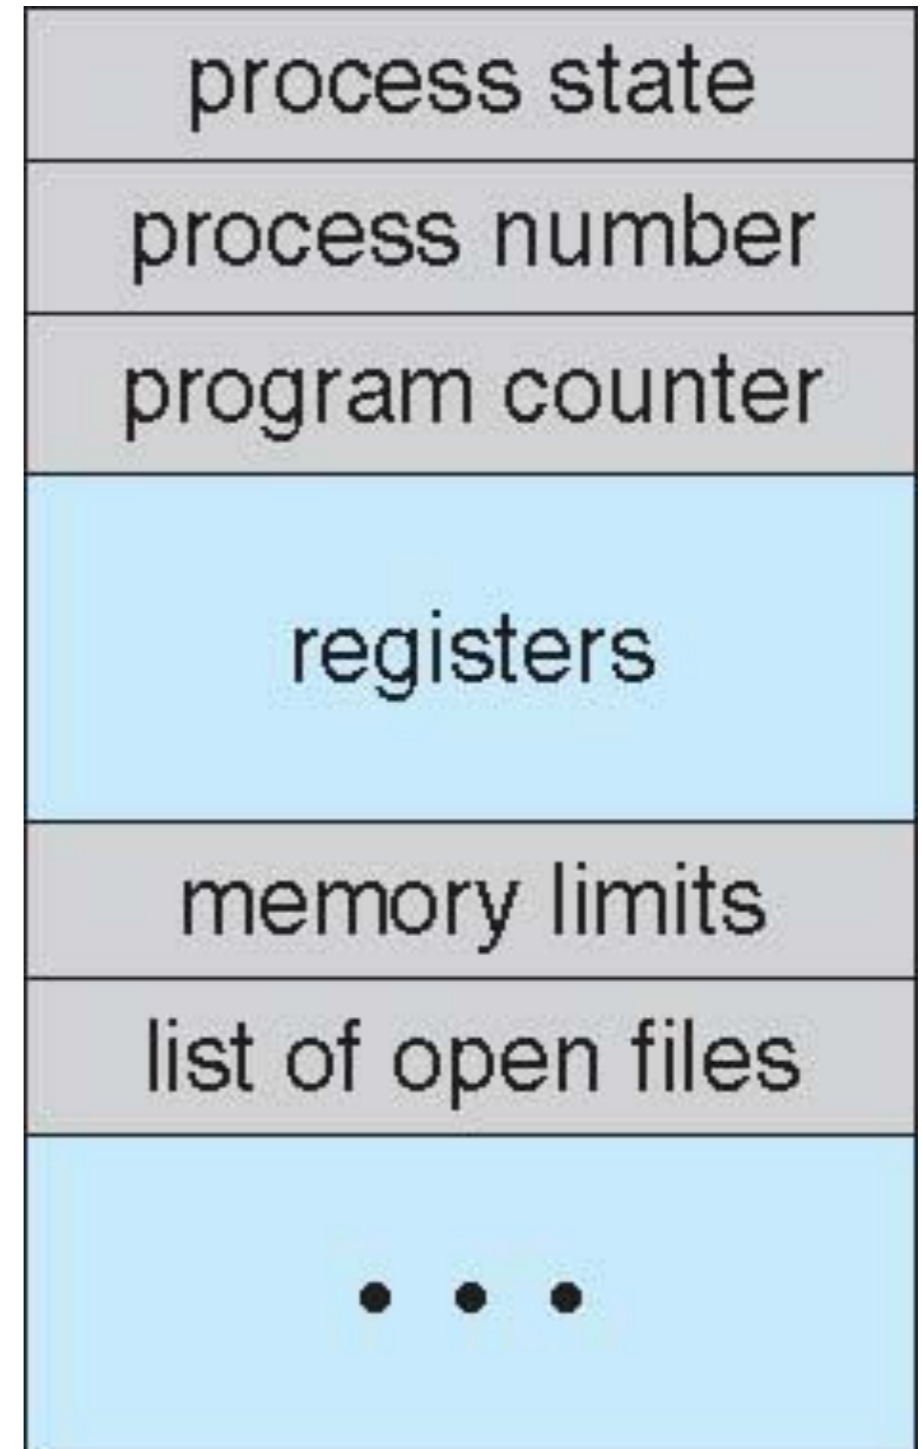 process state
process number
program counter
registers
memory limits
list of open files
• • •